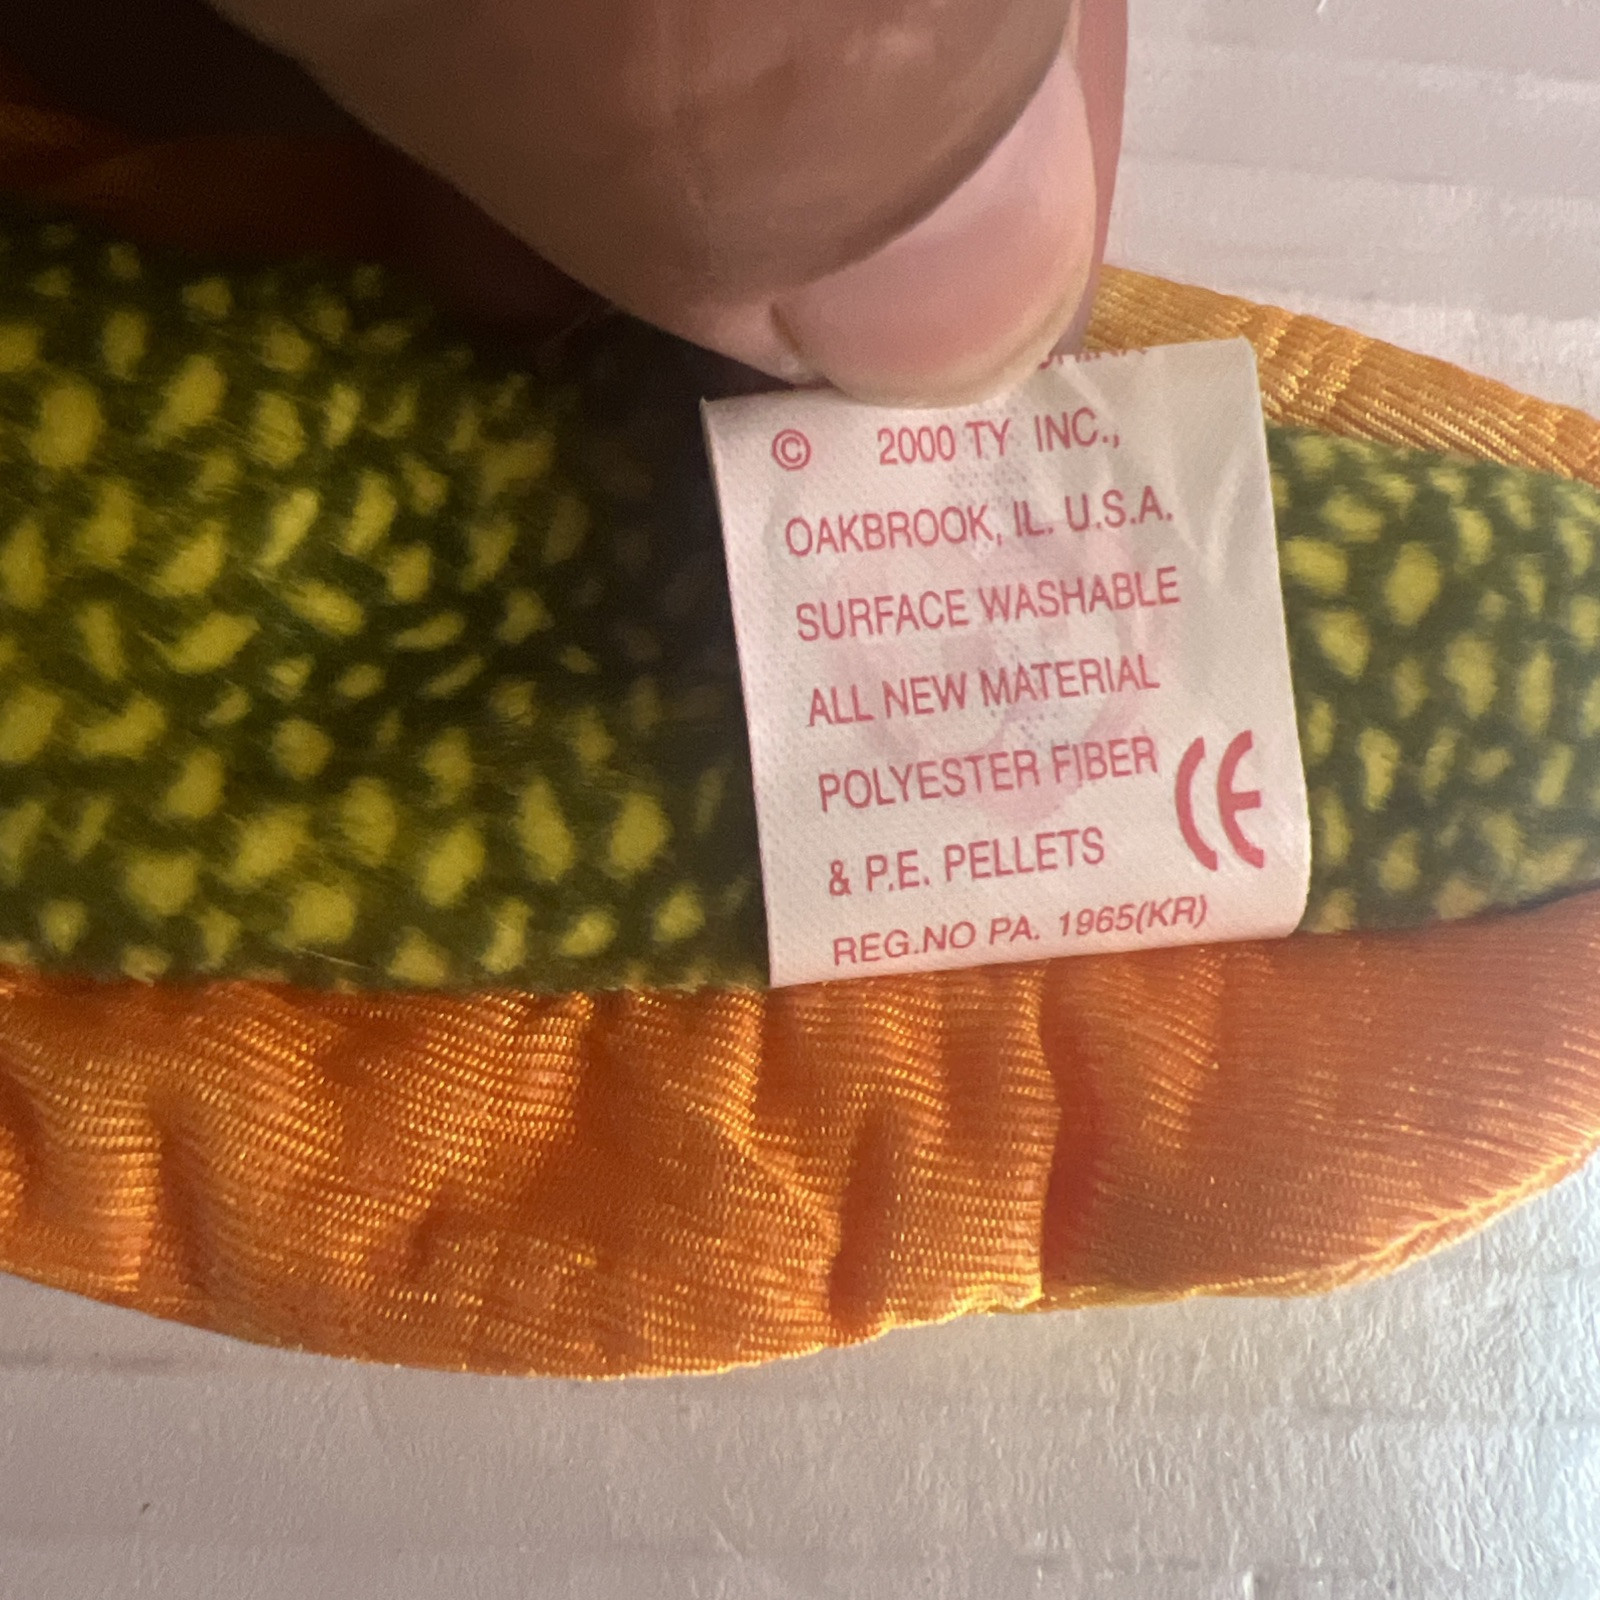 © 2000 TY INC.,
OAKBROOK, IL. U.S.A.
SURFACE WASHABLE
ALL NEW MATERIAL
POLYESTER FIBER
& P.E. PELLETS
CE
REG.NO PA. 1965(KR)